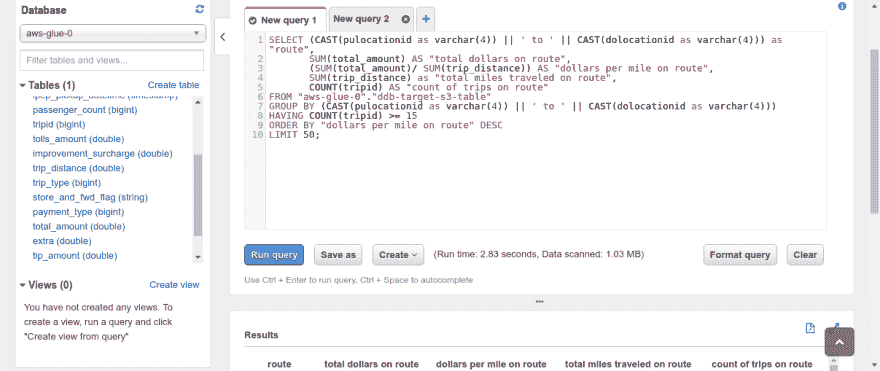 Database
aws-glue-0
Filter tables and views...
Tables (1) Create table
passenger_count (bigint)
tripid (bigint)
tolls_amount (double)
improvement_surcharge (double)
trip_distance (double)
trip_type (bigint)
store_and_fwd_flag (string)
payment_type (bigint)
total_amount (double)
extra (double)
tip_amount (double)
Views (0) Create view
You have not created any views. To
create a view, run a query and click
"Create view from query"
New query 1 New query 2 +
1 SELECT (CAST(pulocationid as varchar(4)) || ' to ' || CAST(dolocationid as varchar(4))) as
"route",
2 SUM(total_amount) AS "total dollars on route",
3 (SUM(total_amount)/ SUM(trip_distance)) AS "dollars per mile on route",
4 SUM(trip_distance) as "total miles traveled on route",
5 COUNT(tripid) AS "count of trips on route"
6 FROM "aws-glue-0"."ddb-target-s3-table"
7 GROUP BY (CAST(pulocationid as varchar(4)) || ' to ' || CAST(dolocationid as varchar(4)))
8 HAVING COUNT(tripid) >= 15
9 ORDER BY "dollars per mile on route" DESC
10 LIMIT 50;
Run query Save as Create (Run time: 2.83 seconds, Data scanned: 1.03 MB) Format query Clear
Use Ctrl + Enter to run query, Ctrl + Space to autocomplete
Results
route total dollars on route dollars per mile on route total miles traveled on route count of trips on route